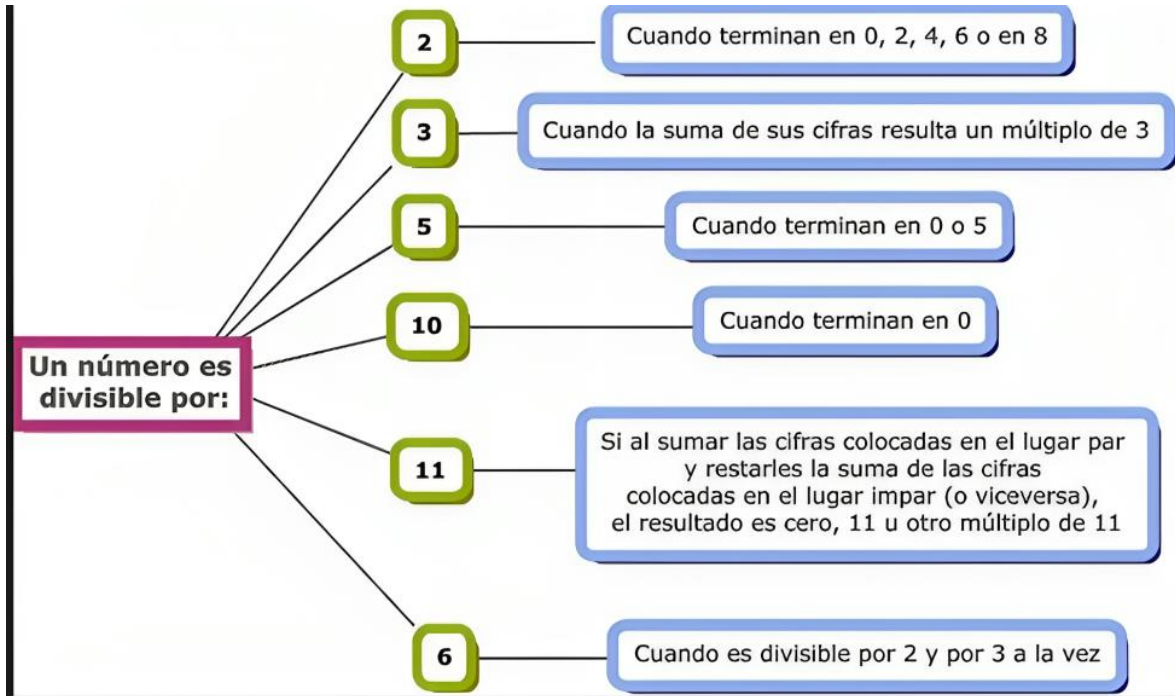 2
Cuando terminan en 0, 2, 4, 6 o en 8
3
Cuando la suma de sus cifras resulta un múltiplo de 3
5
Cuando terminan en 0 o 5
10
Cuando terminan en 0
Un número es
divisible por:
11
Si al sumar las cifras colocadas en el lugar par
y restarles la suma de las cifras
colocadas en el lugar impar (o viceversa),
el resultado es cero, 11 u otro múltiplo de 11
6
Cuando es divisible por 2 y por 3 a la vez